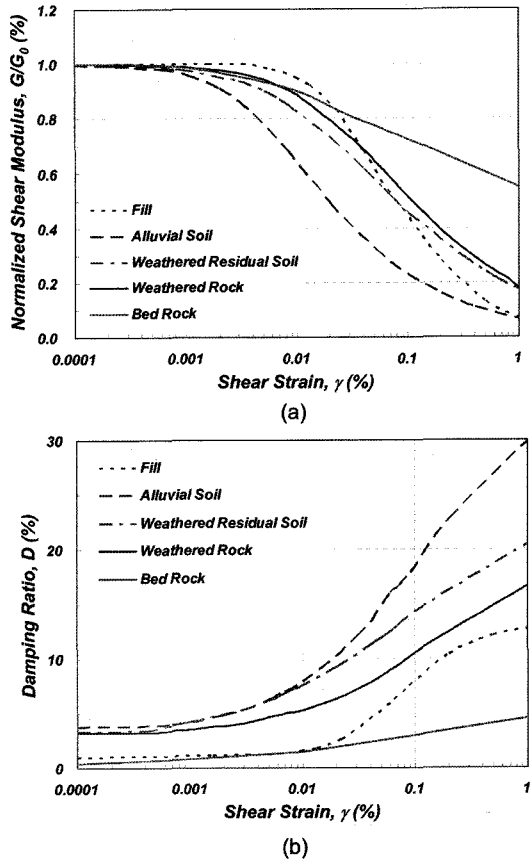 Normalized Shear Modulus, G/G₀ (%)
1.2
1.0
0.8
0.6
0.4
0.2
0.0
Fill
Alluvial Soil
Weathered Residual Soil
Weathered Rock
Bed Rock
0.0001
0.001
0.01
0.1
1
Shear Strain, γ (%)
(a)
Damping Ratio, D (%)
30
20
10
0
Fill
Alluvial Soil
Weathered Residual Soil
Weathered Rock
Bed Rock
0.0001
0.001
0.01
0.1
1
Shear Strain, γ (%)
(b)